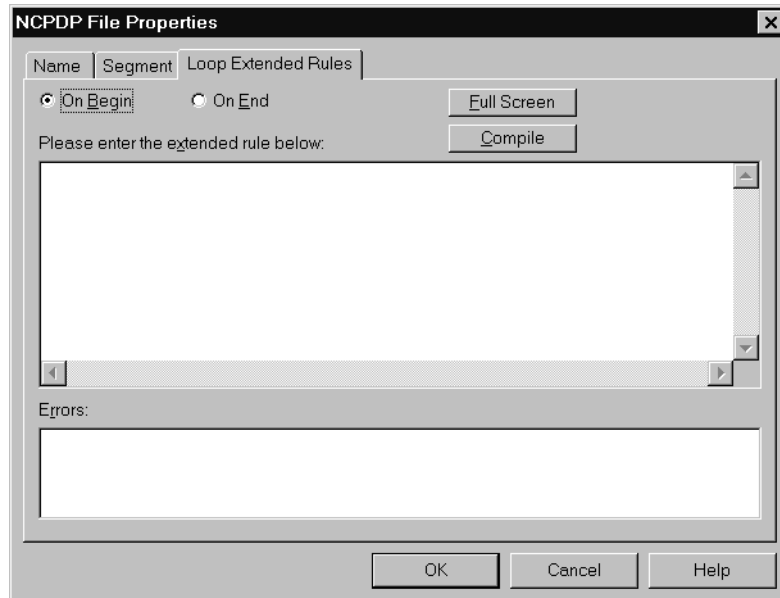 NCPDP File Properties
Name Segment Loop Extended Rules
On Begin On End Full Screen
Please enter the extended rule below: Compile
Errors:
OK Cancel Help